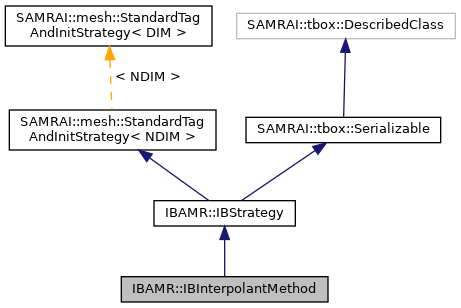 SAMRAI::mesh::StandardTag
AndInitStrategy< DIM >
SAMRAI::tbox::DescribedClass
< NDIM >
SAMRAI::mesh::StandardTag
AndInitStrategy< NDIM >
SAMRAI::tbox::Serializable
IBAMR::IBStrategy
IBAMR::IBInterpolantMethod